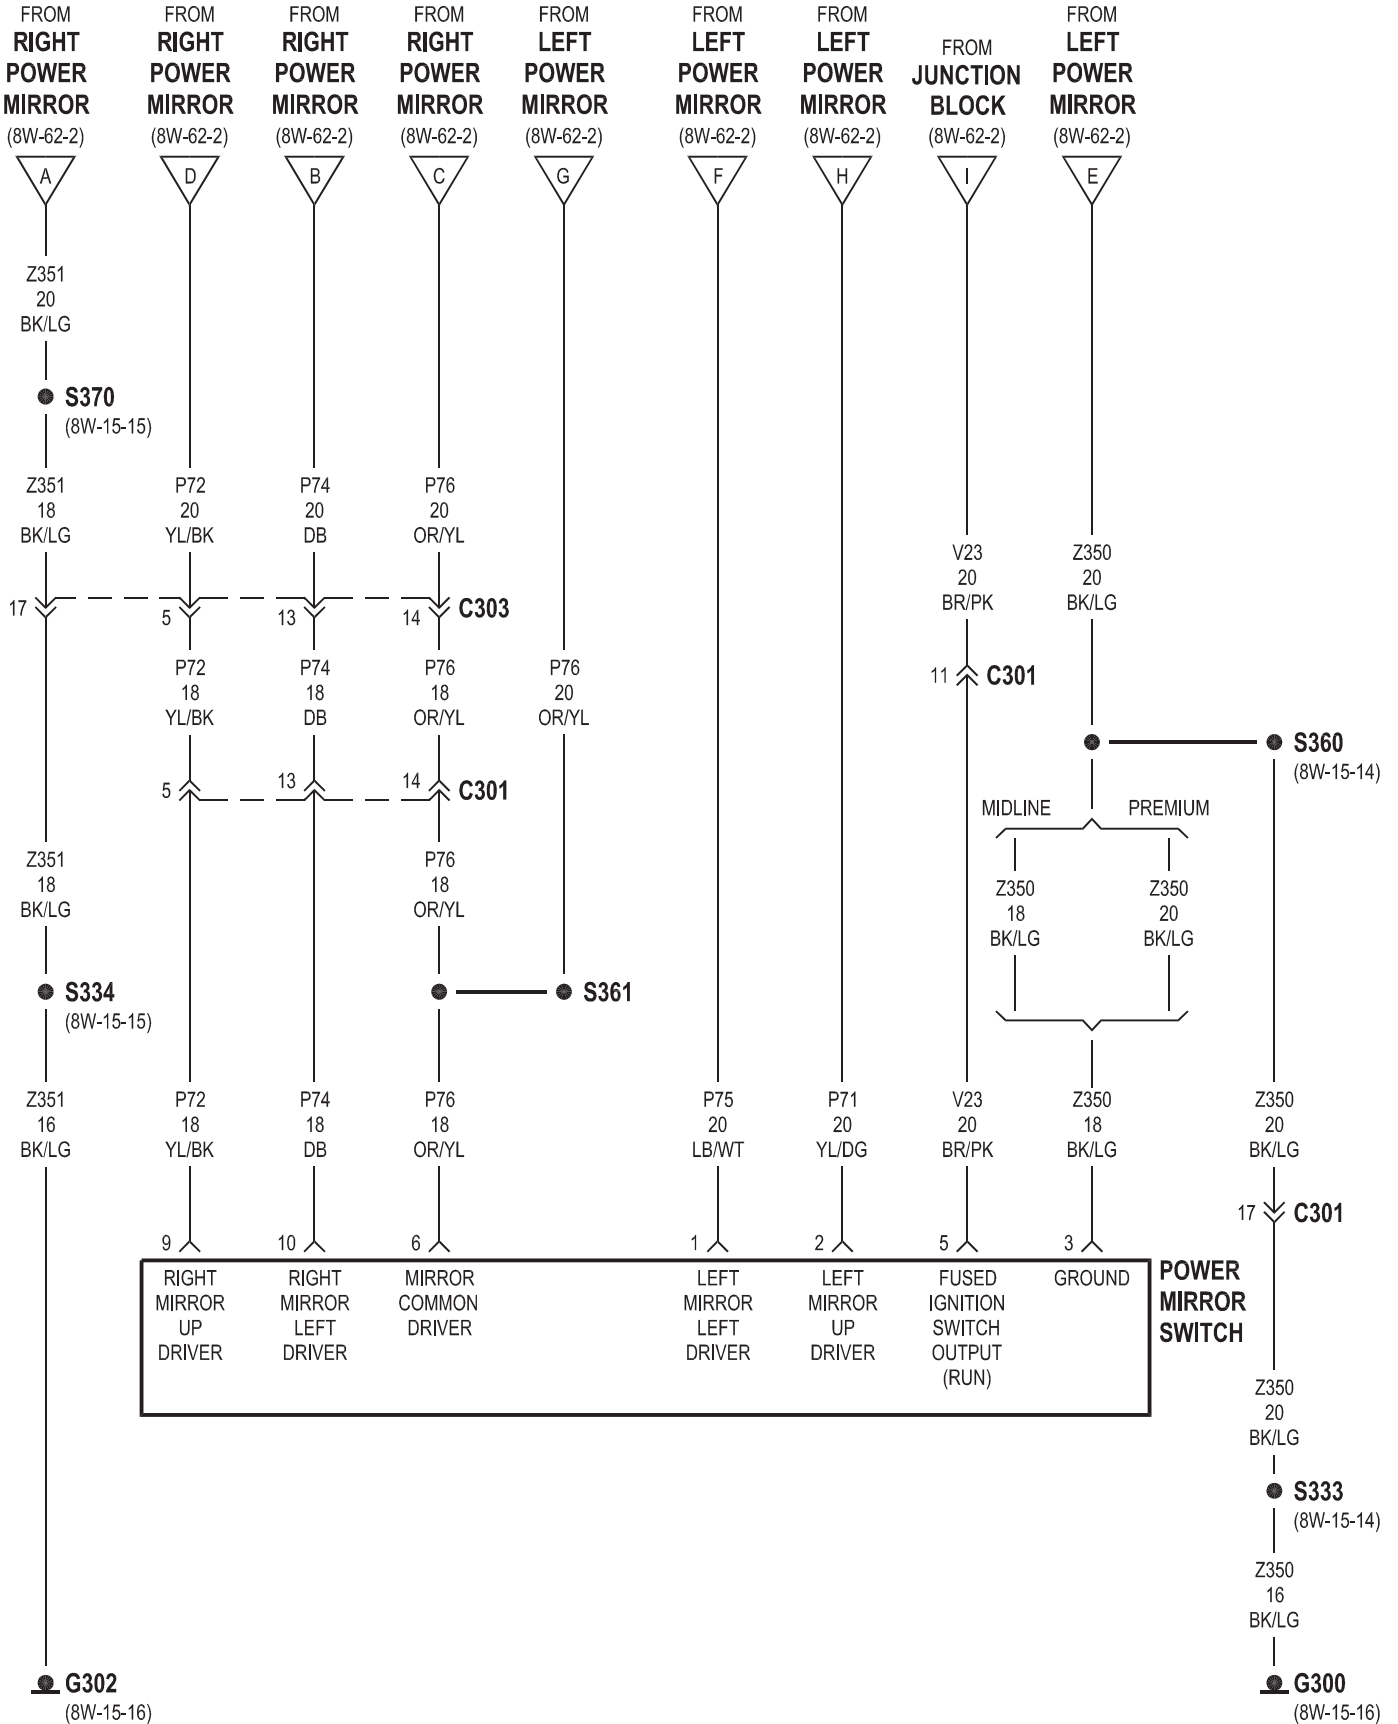 FROM
RIGHT
POWER
MIRROR
(8W-62-2)
A
FROM
RIGHT
POWER
MIRROR
(8W-62-2)
D
FROM
RIGHT
POWER
MIRROR
(8W-62-2)
B
FROM
RIGHT
POWER
MIRROR
(8W-62-2)
C
FROM
LEFT
POWER
MIRROR
(8W-62-2)
G
FROM
LEFT
POWER
MIRROR
(8W-62-2)
F
FROM
LEFT
POWER
MIRROR
(8W-62-2)
H
FROM
JUNCTION
BLOCK
(8W-62-2)
I
FROM
LEFT
POWER
MIRROR
(8W-62-2)
E
Z351
20
BK/LG
S370
(8W-15-15)
Z351
18
BK/LG
P72
20
YL/BK
P74
20
DB
P76
20
OR/YL
V23
20
BR/PK
Z350
20
BK/LG
17
5
13
14
C303
P72
18
YL/BK
P74
18
DB
P76
18
OR/YL
P76
20
OR/YL
11
C301
S360
(8W-15-14)
5
13
14
C301
MIDLINE
PREMIUM
Z351
18
BK/LG
P76
18
OR/YL
Z350
18
BK/LG
Z350
20
BK/LG
S334
(8W-15-15)
S361
Z351
16
BK/LG
P72
18
YL/BK
P74
18
DB
P76
18
OR/YL
P75
20
LB/WT
P71
20
YL/DG
V23
20
BR/PK
Z350
18
BK/LG
Z350
20
BK/LG
17
C301
9
10
6
1
2
5
3
RIGHT
MIRROR
UP
DRIVER
RIGHT
MIRROR
LEFT
DRIVER
MIRROR
COMMON
DRIVER
LEFT
MIRROR
LEFT
DRIVER
LEFT
MIRROR
UP
DRIVER
FUSED
IGNITION
SWITCH
OUTPUT
(RUN)
GROUND
POWER
MIRROR
SWITCH
Z350
20
BK/LG
S333
(8W-15-14)
Z350
16
BK/LG
G302
(8W-15-16)
G300
(8W-15-16)